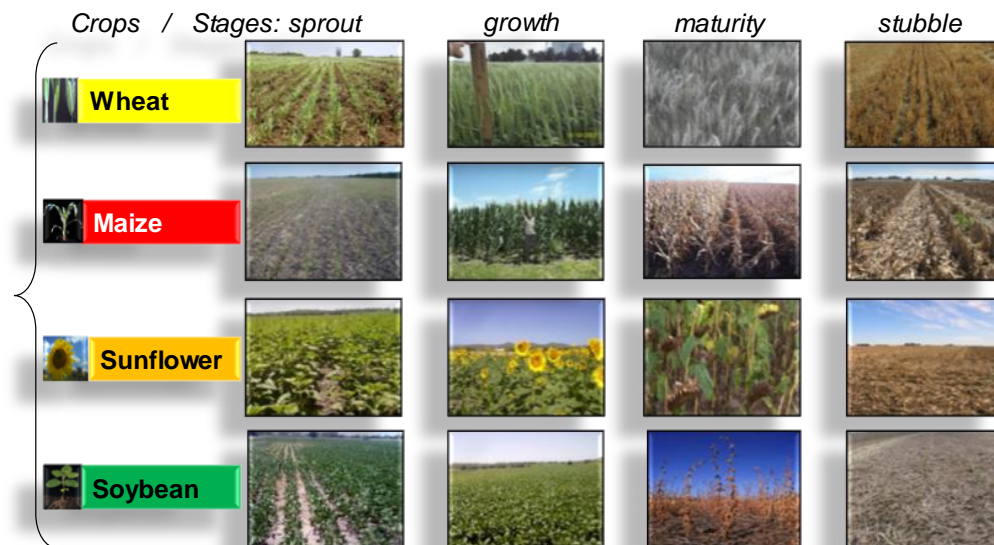 Crops / Stages: sprout growth maturity stubble
Wheat
Maize
Sunflower
Soybean